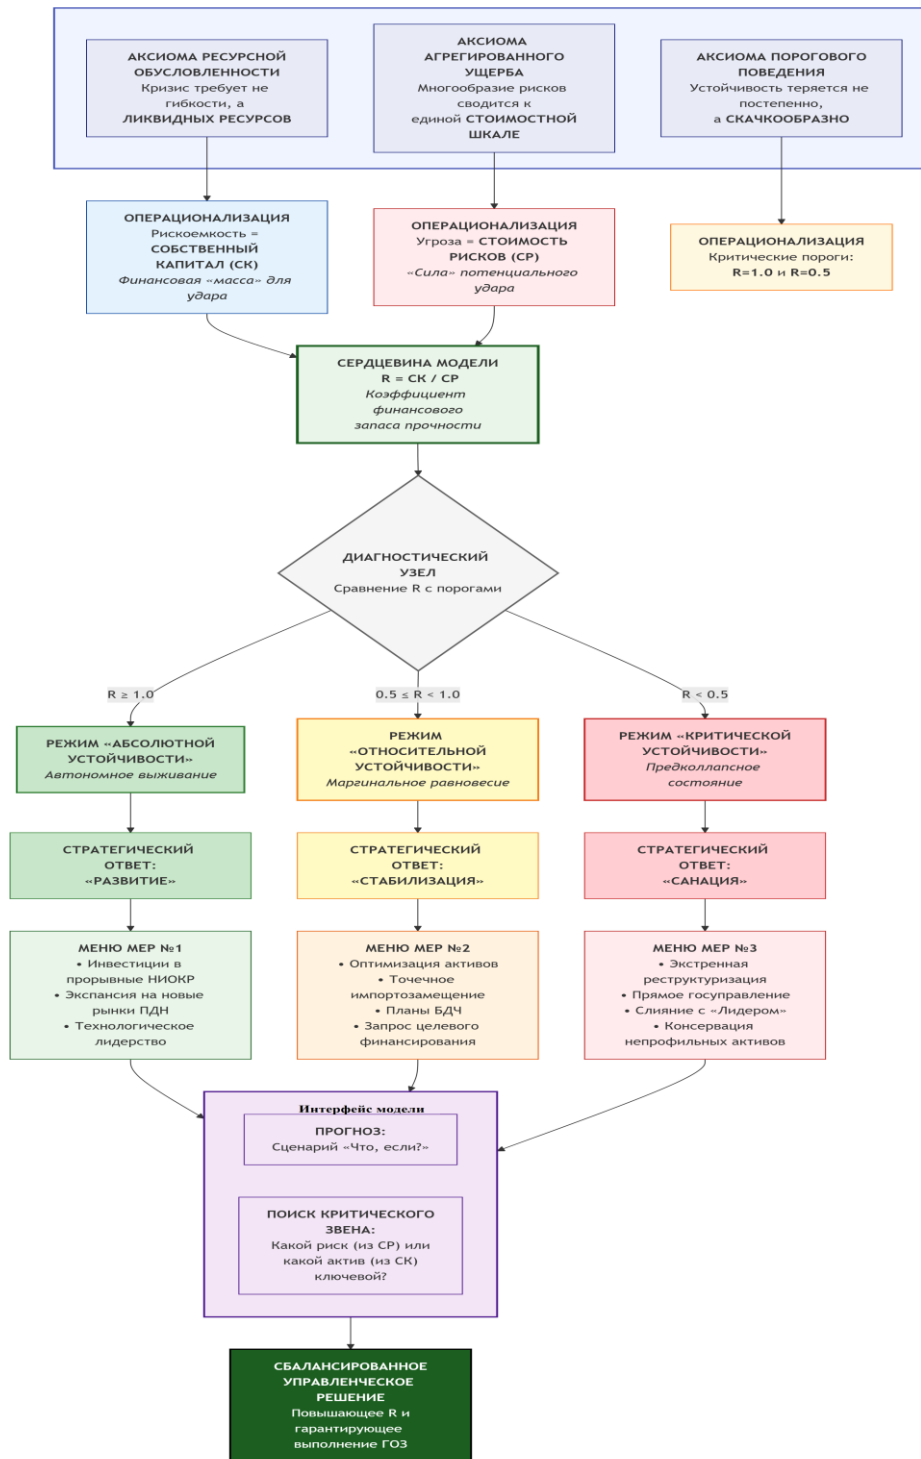 АКСИОМА РЕСУРСНОЙ
ОБУСЛОВЛЕННОСТИ
Кризис требует не
гибкости, а
ЛИКВИДНЫХ РЕСУРСОВ
АКСИОМА
АГРЕГИРОВАННОГО
УЩЕРБА
Многообразие рисков
сводится к
единой СТОИМОСТНОЙ
ШКАЛЕ
АКСИОМА ПОРОГОВОГО
ПОВЕДЕНИЯ
Устойчивость теряется не
постепенно,
а СКАЧКООБРАЗНО
ОПЕРАЦИОНАЛИЗАЦИЯ
Рискоемкость =
СОБСТВЕННЫЙ
КАПИТАЛ (СК)
Финансовая «масса» для
удара
ОПЕРАЦИОНАЛИЗАЦИЯ
Угроза = СТОИМОСТЬ
РИСКОВ (СР)
«Сила» потенциального
удара
ОПЕРАЦИОНАЛИЗАЦИЯ
Критические пороги:
R=1.0 и R=0.5
СЕРДЦЕВИНА МОДЕЛИ
R = СК / СР
Коэффициент
финансового
запаса прочности
ДИАГНОСТИЧЕСКИЙ
УЗЕЛ
Сравнение R с порогами
R ≥ 1.0
0.5 ≤ R < 1.0
R < 0.5
РЕЖИМ «АБСОЛЮТНОЙ
УСТОЙЧИВОСТИ»
Автономное выживание
РЕЖИМ
«ОТНОСИТЕЛЬНОЙ
УСТОЙЧИВОСТИ»
Маргинальное равновесие
РЕЖИМ «КРИТИЧЕСКОЙ
УСТОЙЧИВОСТИ»
Предколлапсное
состояние
СТРАТЕГИЧЕСКИЙ
ОТВЕТ:
«РАЗВИТИЕ»
СТРАТЕГИЧЕСКИЙ
ОТВЕТ:
«СТАБИЛИЗАЦИЯ»
СТРАТЕГИЧЕСКИЙ
ОТВЕТ:
«САНАЦИЯ»
МЕНЮ МЕР №1
• Инвестиции в
прорывные НИОКР
• Экспансия на новые
рынки ПДН
• Технологическое
лидерство
МЕНЮ МЕР №2
• Оптимизация активов
• Точечное
импортозамещение
• Планы БДЧ
• Запрос целевого
финансирования
МЕНЮ МЕР №3
• Экстренная
реструктуризация
• Прямое госуправление
• Слияние с «Лидером»
• Консервация
непрофильных активов
Интерфейс модели
ПРОГНОЗ:
Сценарий «Что, если?»
ПОИСК КРИТИЧЕСКОГО
ЗВЕНА:
Какой риск (из СР) или
какой актив (из СК)
ключевой?
СБАЛАНСИРОВАННОЕ
УПРАВЛЕНЧЕСКОЕ
РЕШЕНИЕ
Повышающее R и
гарантирующее
выполнение ГОЗ